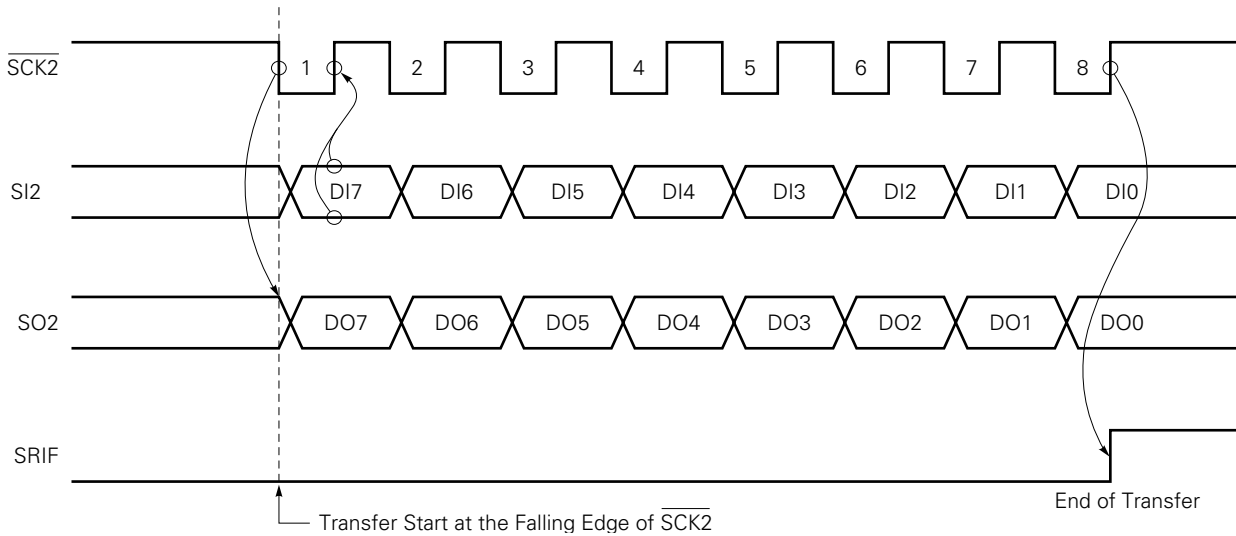 SCK2 1 2 3 4 5 6 7 8
SI2 DI7 DI6 DI5 DI4 DI3 DI2 DI1 DI0
SO2 DO7 DO6 DO5 DO4 DO3 DO2 DO1 DO0
SRIF
End of Transfer
Transfer Start at the Falling Edge of SCK2